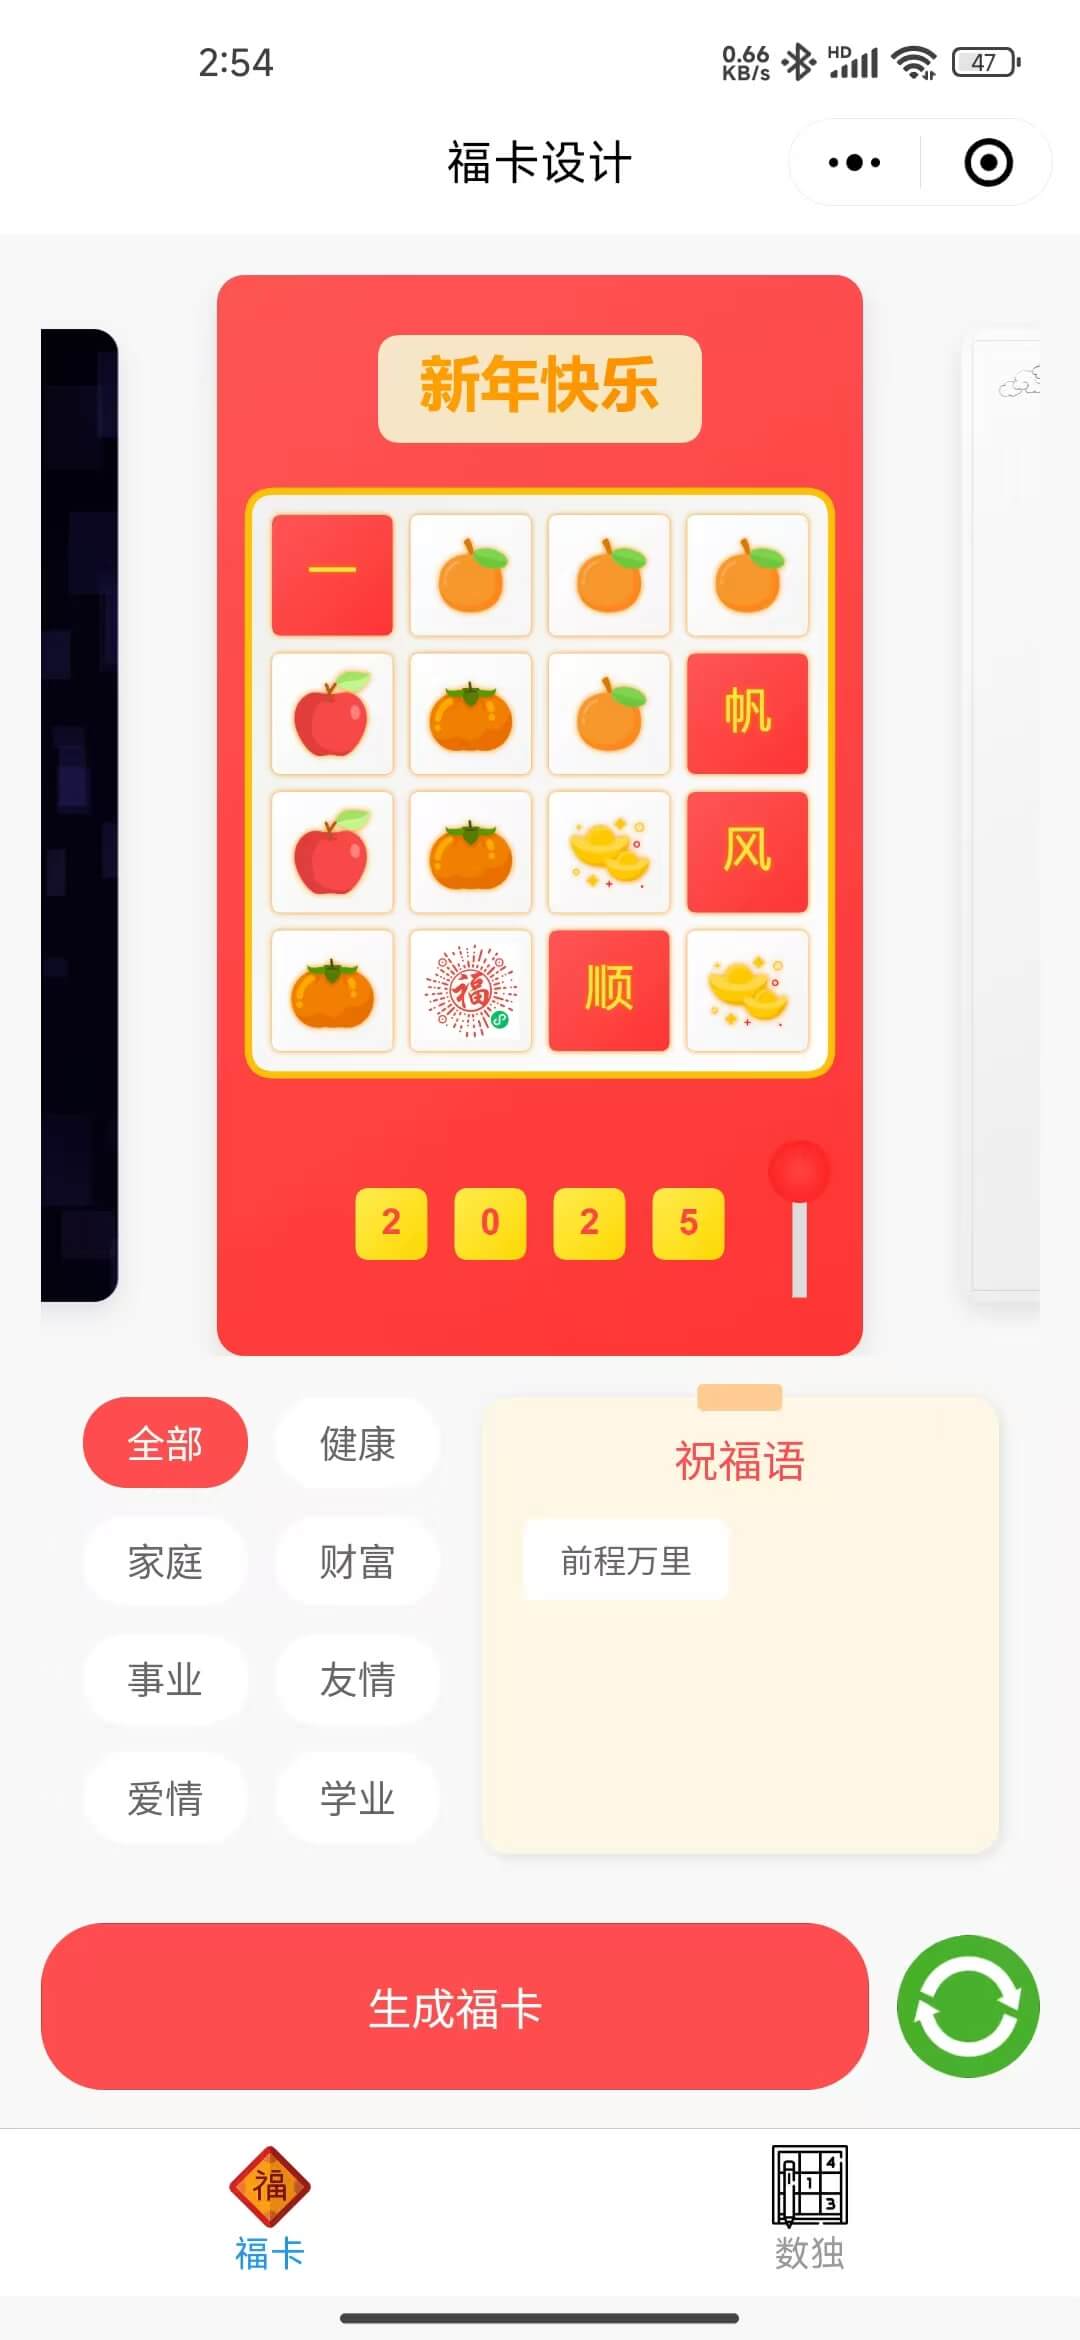 2:54
0.66
KB/s
HD
47
福卡设计
新年快乐
一
帆
风
福
顺
2 0 2 5
全部 健康
家庭 财富
事业 友情
爱情 学业
祝福语
前程万里
生成福卡
福
4
1
3
福卡 数独